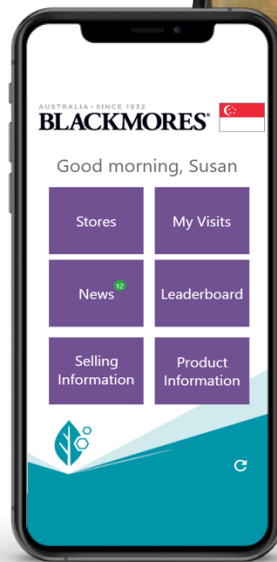 AUSTRALIA - SINCE 1932
BLACKMORES®
Good morning, Susan
Stores
My Visits
News 12
Leaderboard
Selling
Information
Product
Information